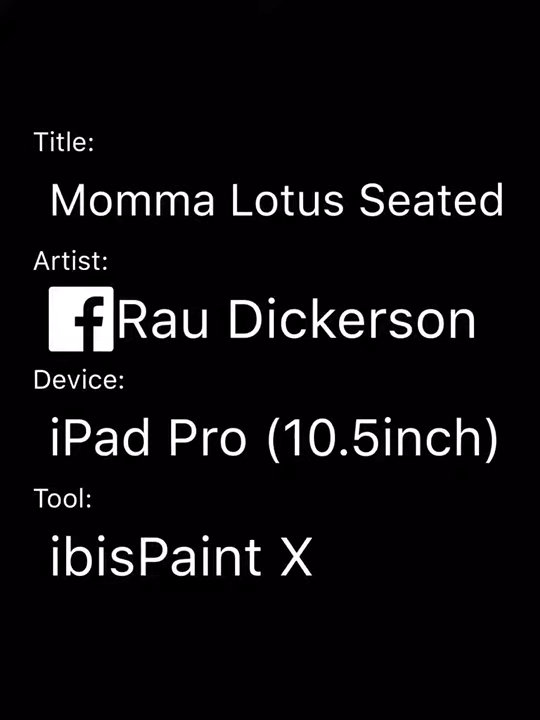 Title:
Momma Lotus Seated
Artist:
Rau Dickerson
Device:
iPad Pro (10.5inch)
Tool:
ibisPaint X